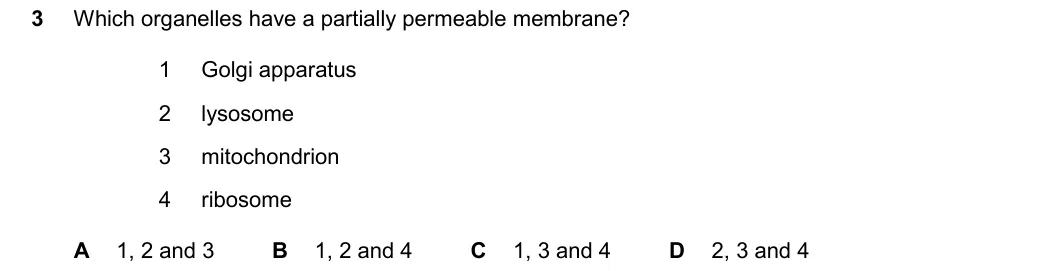 3 Which organelles have a partially permeable membrane?
1 Golgi apparatus
2 lysosome
3 mitochondrion
4 ribosome
A 1, 2 and 3 B 1, 2 and 4 C 1, 3 and 4 D 2, 3 and 4